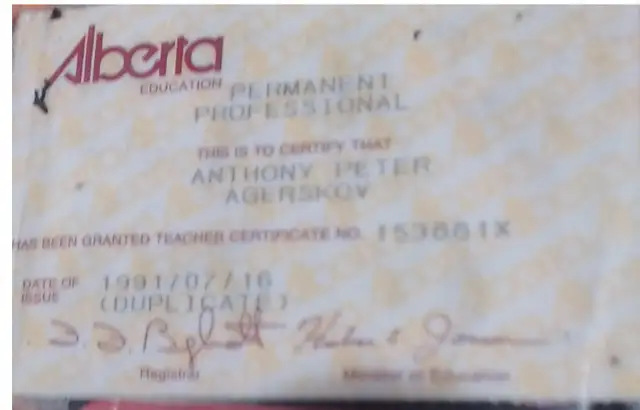 Alberta
EDUCATION
PERMANENT
PROFESSIONAL
THIS IS TO CERTIFY THAT
ANTHONY PETER
AGERSKOV
HAS BEEN GRANTED TEACHER CERTIFICATE NO.
DATE OF ISSUE 1991/07/16
(DUPLICATE)
Registrar
Minister of Education